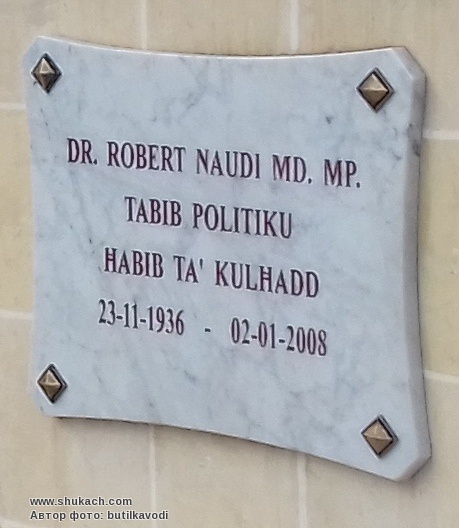 DR. ROBERT NAUDI MD. MP.
TABIB POLITIKU
HABIB TA' KULHADD
23-11-1936 - 02-01-2008
www.shukach.com
Автор фото: butilkavodi